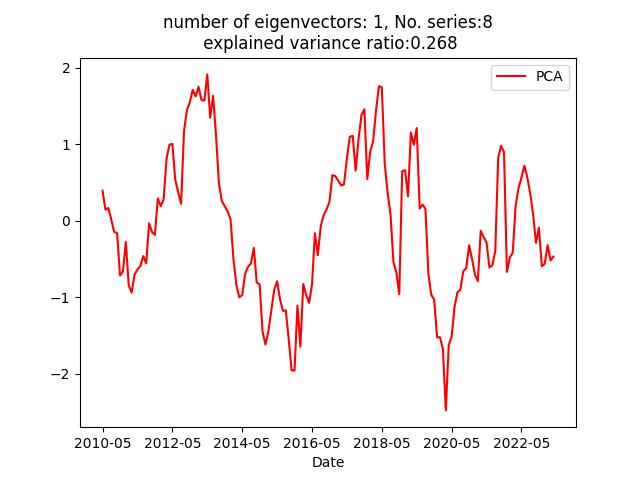 number of eigenvectors: 1, No. series:8
explained variance ratio:0.268
PCA
2
1
0
−1
−2
2010-05 2012-05 2014-05 2016-05 2018-05 2020-05 2022-05
Date